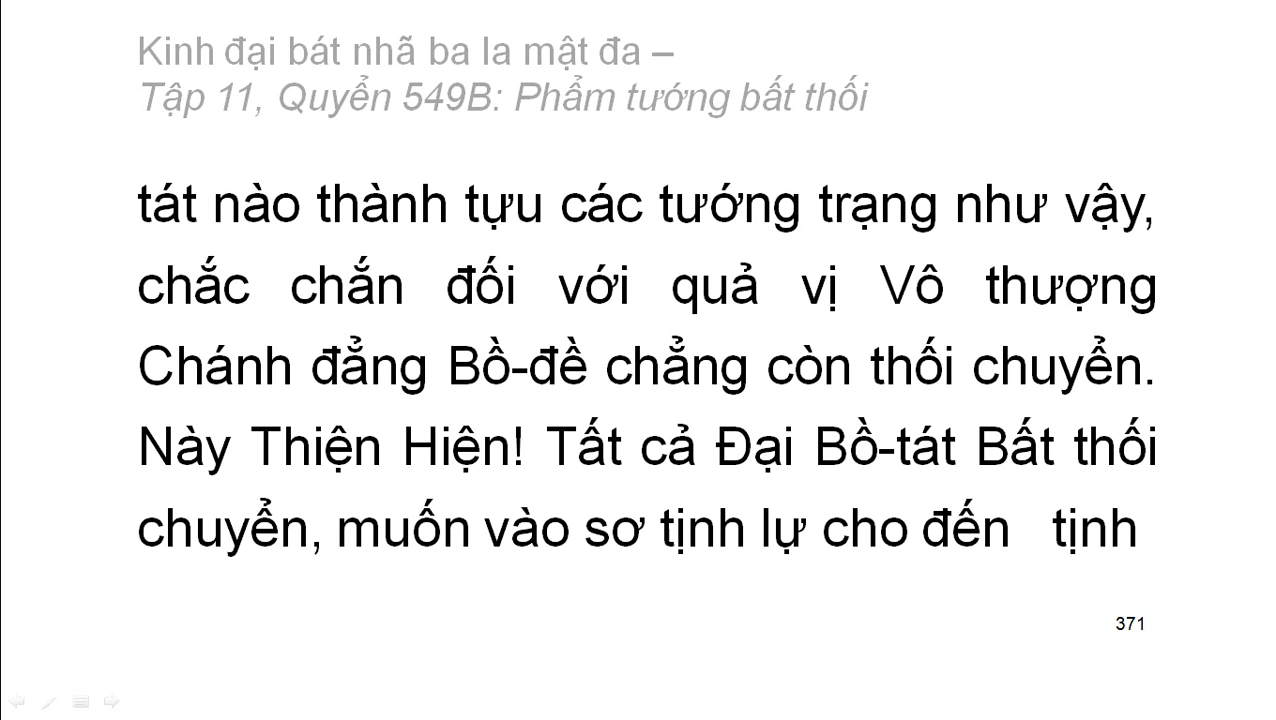 Kinh đại bát nhã ba la mật đa –
Tập 11, Quyển 549B: Phẩm tướng bất thối
tát nào thành tựu các tướng trạng như vậy,
chắc chắn đối với quả vị Vô thượng
Chánh đẳng Bồ-đề chẳng còn thối chuyển.
Này Thiện Hiện! Tất cả Đại Bồ-tát Bất thối
chuyển, muốn vào sơ tịnh lự cho đến tịnh
371